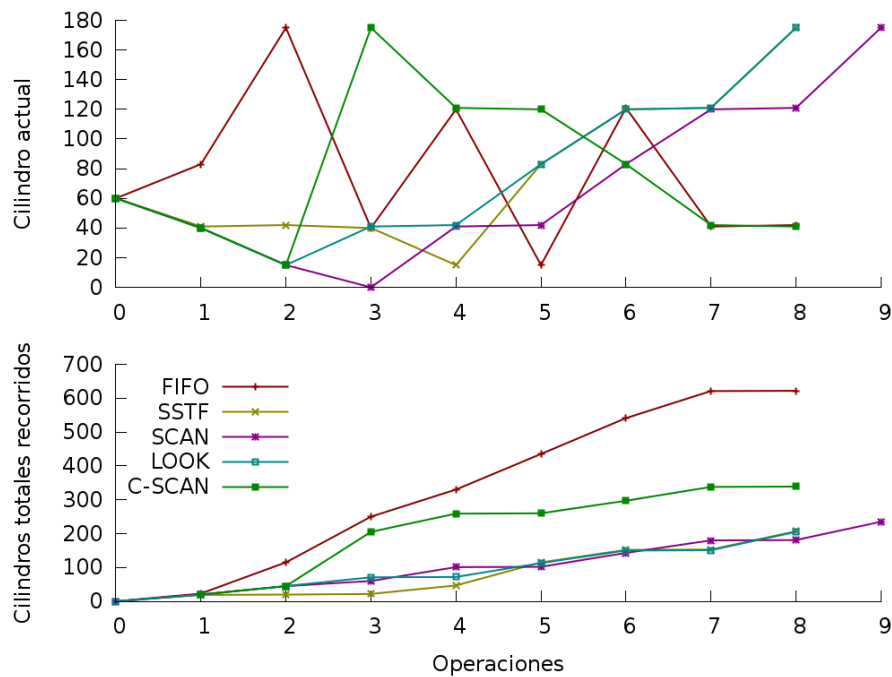 180
160
140
120
100
80
60
40
20
0
Cilindro actual
0 1 2 3 4 5 6 7 8 9
700
600
500
400
300
200
100
0
Cilindros totales recorridos
FIFO
SSTF
SCAN
LOOK
C-SCAN
0 1 2 3 4 5 6 7 8 9
Operaciones